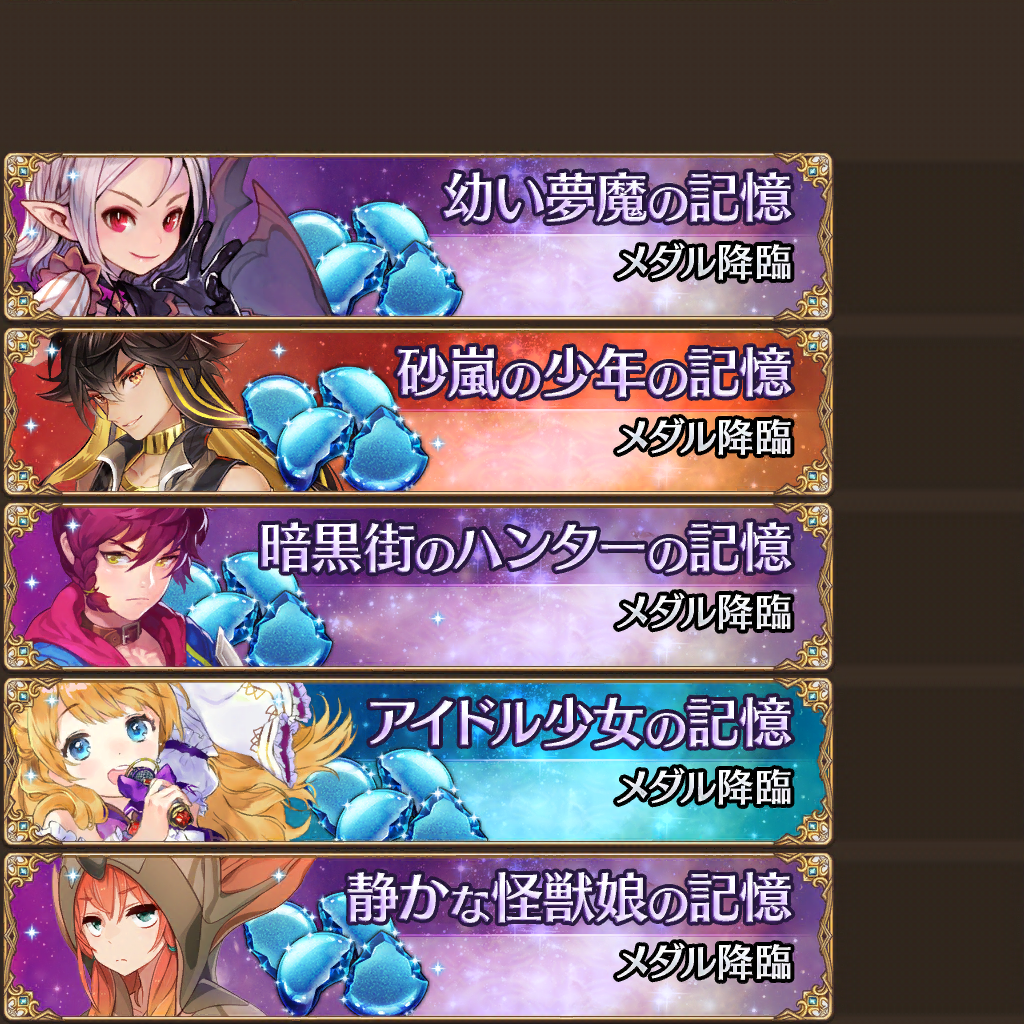 幼い夢魔の記憶
メダル降臨
砂嵐の少年の記憶
メダル降臨
暗黒街のハンターの記憶
メダル降臨
アイドル少女の記憶
メダル降臨
静かな怪獣娘の記憶
メダル降臨